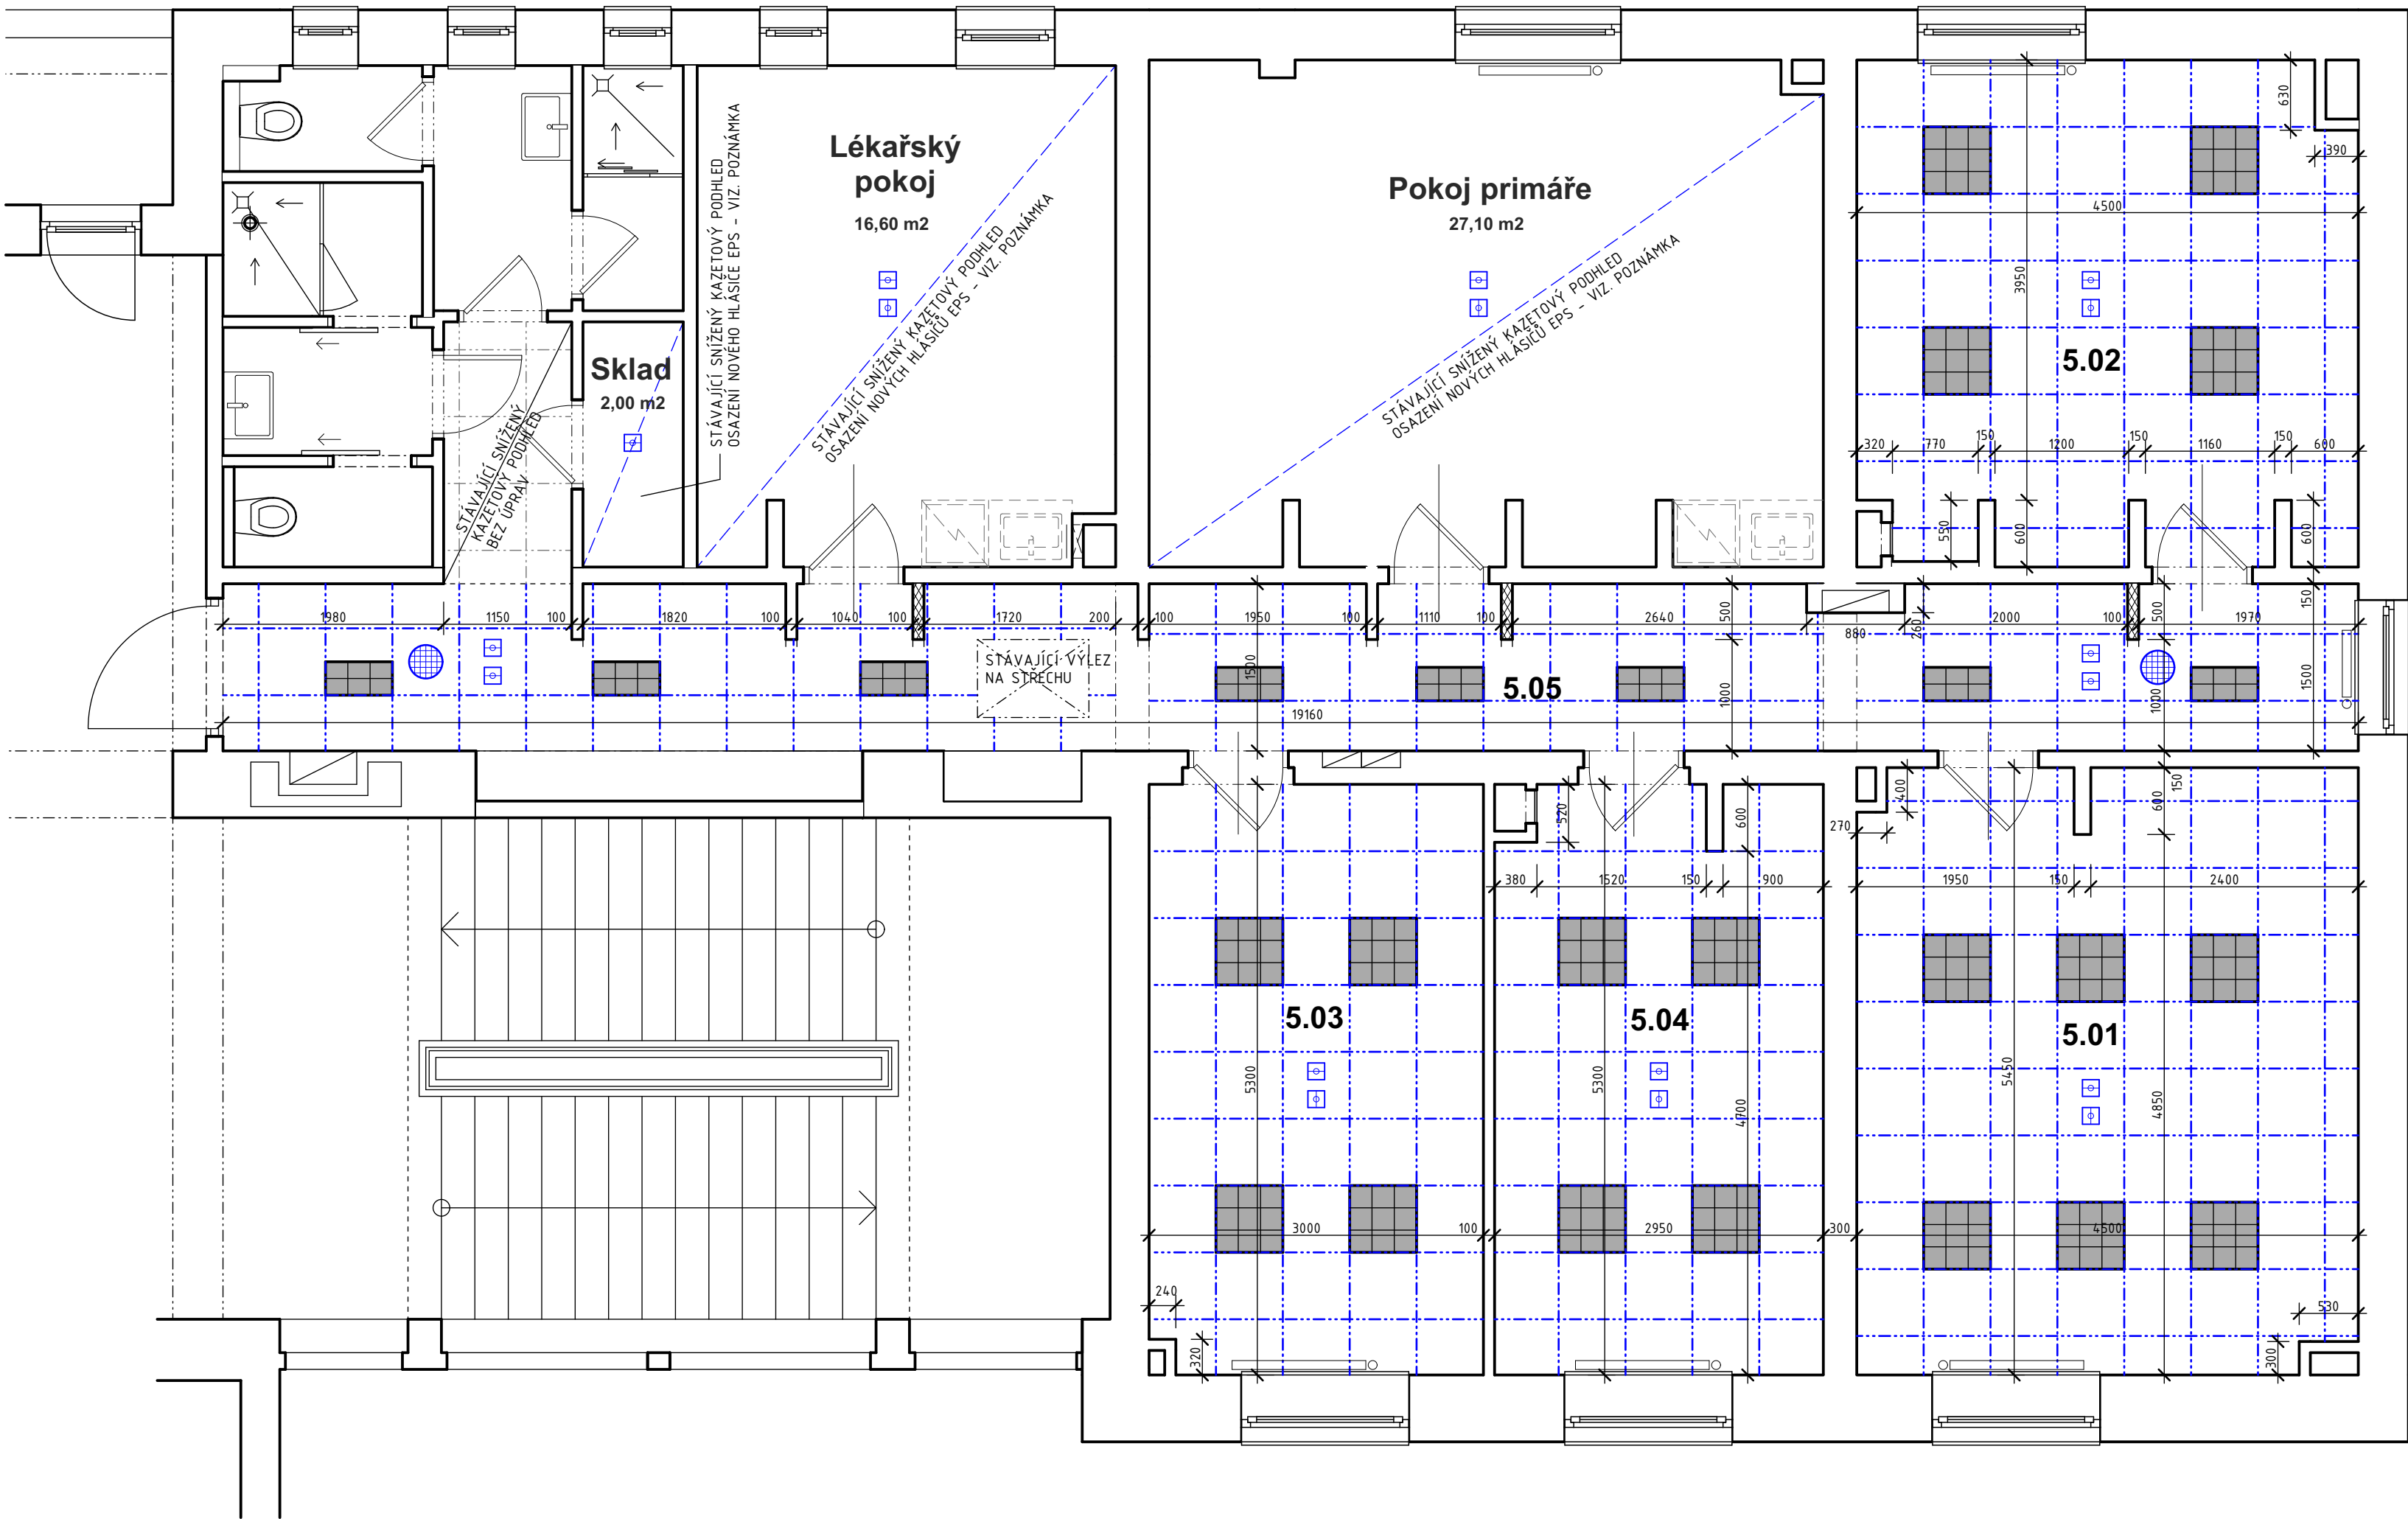 Lékařský
pokoj
16,60 m2
Pokoj primáře
27,10 m2
Sklad
2,00 m2
STÁVAJÍCÍ SNÍŽENÝ KAZETOVÝ PODHLED
OSAZENÍ NOVÉHO HLÁSIČE EPS - VIZ. POZNÁMKA
STÁVAJÍCÍ SNÍŽENÝ KAZETOVÝ PODHLED
OSAZENÍ NOVÝCH HLÁSIČŮ EPS - VIZ. POZNÁMKA
STÁVAJÍCÍ SNÍŽENÝ KAZETOVÝ PODHLED
OSAZENÍ NOVÝCH HLÁSIČŮ EPS - VIZ. POZNÁMKA
STÁVAJÍCÍ SNÍŽENÝ
KAZETOVÝ PODHLED
BEZ ÚPRAV
630
390
4500
3950
5.02
320 770 150 1200 150 1160 150 600
550
600
600
1980 1150 100 1820 100 1040 100 1720 200 100 1950 100 1110 100 2640 880 2000 100 1970
500
260
500
150
1500
1000
1000
1500
STÁVAJÍCÍ VÝLEZ
NA STŘECHU
5.05
19160
520
600
400
600
150
270
380 1520 150 900
1950 150 2400
5.03
5.04
5.01
5300
5300
4700
5450
4850
3000 100 2950 300 4500
240
320
530
300